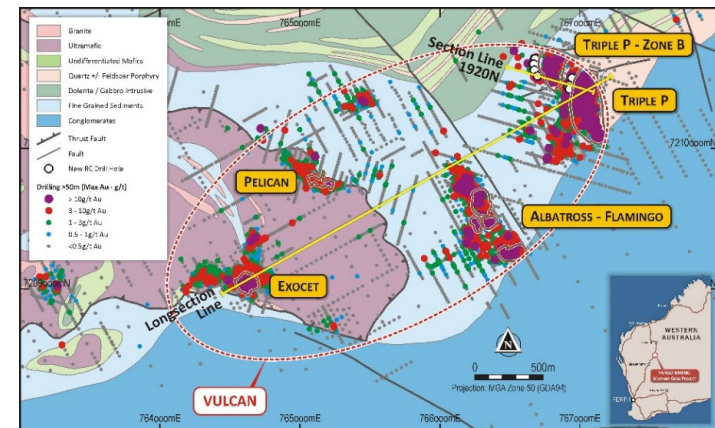 765000mE
767000mE
Granite
Ultramafic
Undifferentiated Mafics
Quartz +/- Feldspar Porphyry
Dolerite / Gabbro Intrusive
Fine Grained Sediments
Conglomerates
Thrust Fault
Fault
New RC Drill Hole
Drilling >50m [Max Au - g/t]
> 10g/t Au
3 - 10g/t Au
1 - 3g/t Au
0.5 - 1g/t Au
<0.5g/t Au
Section Line
1920N
TRIPLE P - ZONE B
TRIPLE P
7210000mN
PELICAN
ALBATROSS - FLAMINGO
EXOCET
Longsection
Line
VULCAN
N
0
500m
Projection: MGA Zone 50 (GDA94)
WESTERN
AUSTRALIA
PERTH
764000mE
765000mE
766000mE
767000mE